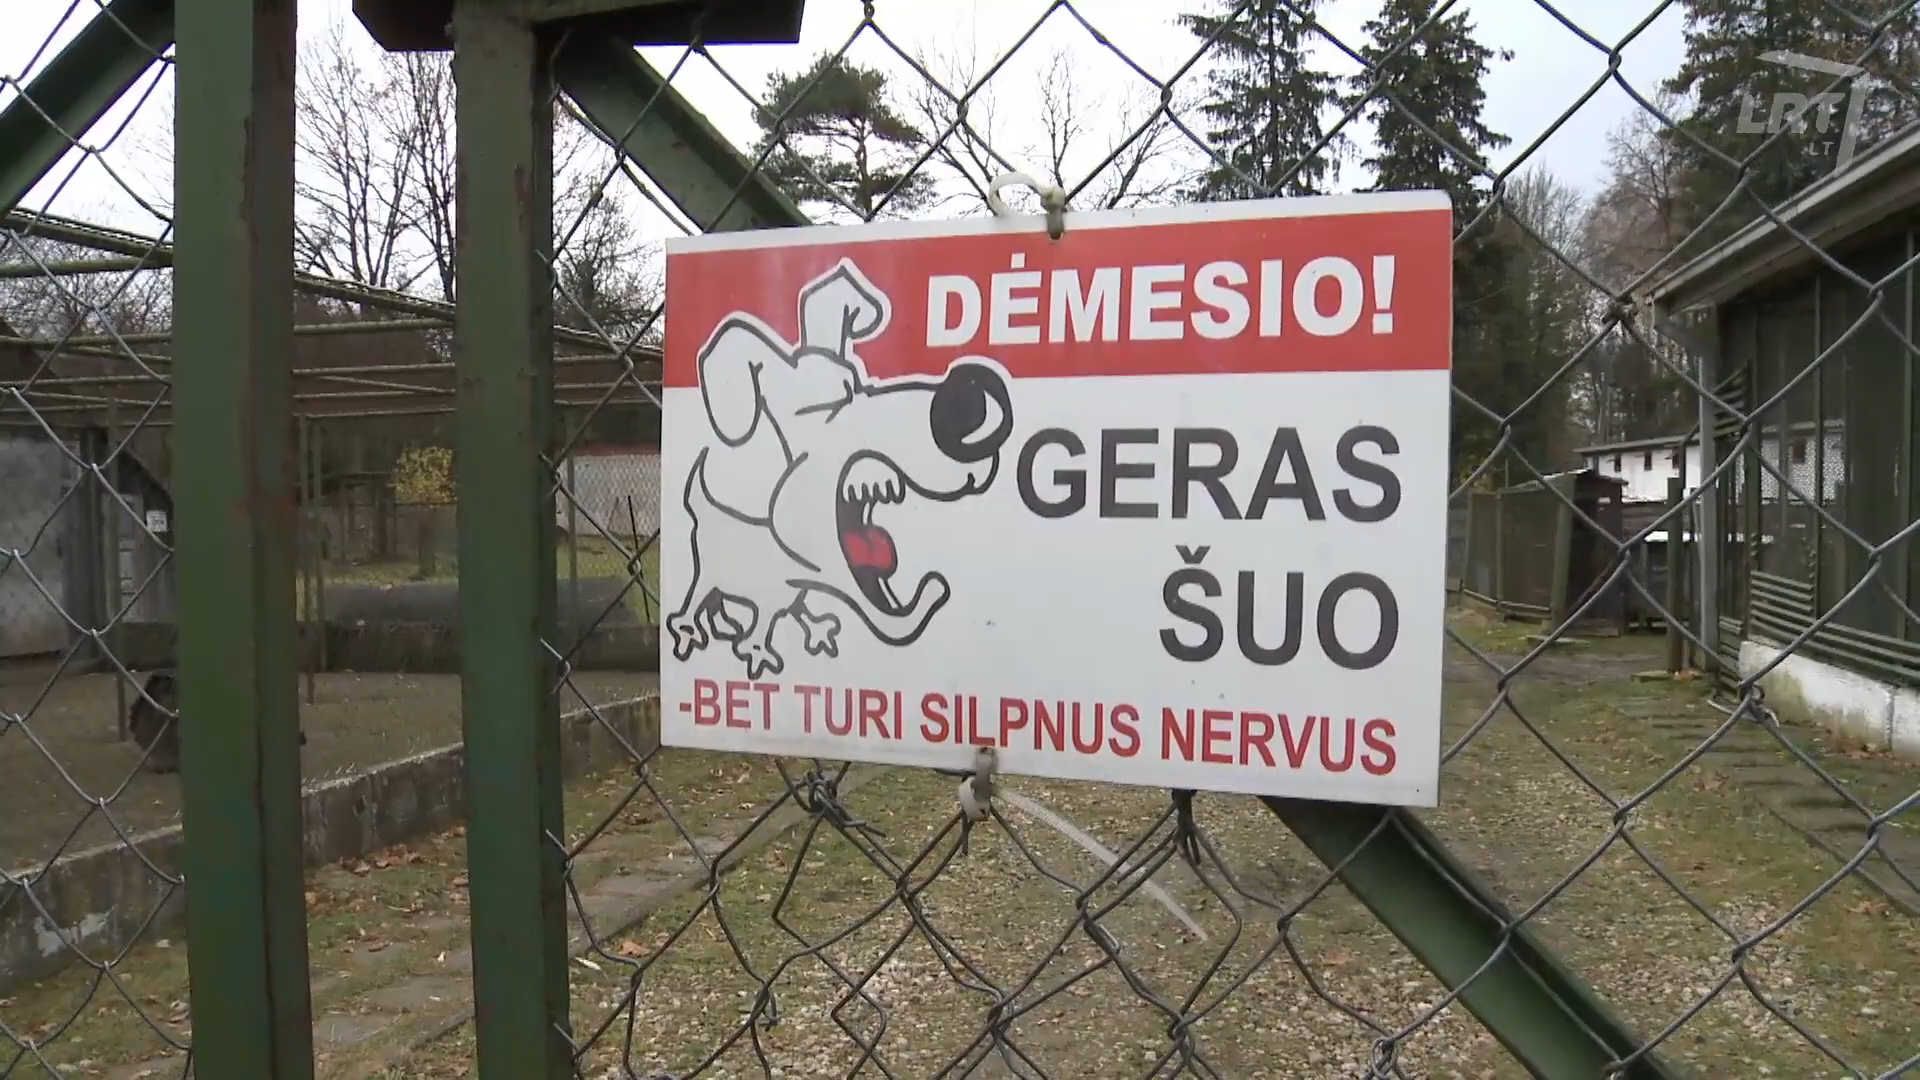 LRT
.LT
DĖMESIO!
GERAS
ŠUO
-BET TURI SILPNUS NERVUS